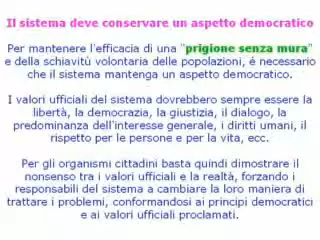 Il sistema deve conservare un aspetto democratico
Per mantenere l'efficacia di una "prigione senza mura"
e della schiavitù volontaria delle popolazioni, é necessario
che il sistema mantenga un aspetto democratico.
I valori ufficiali del sistema dovrebbero sempre essere la
libertà, la democrazia, la giustizia, il dialogo, la
predominanza dell'interesse generale, i diritti umani, il
rispetto per le persone e per la vita, ecc.
Per gli organismi cittadini basta quindi dimostrare il
nonsenso tra i valori ufficiali e la realtà, forzando i
responsabili del sistema a cambiare la loro maniera di
trattare i problemi, conformandosi ai principi democratici
e ai valori ufficiali proclamati.